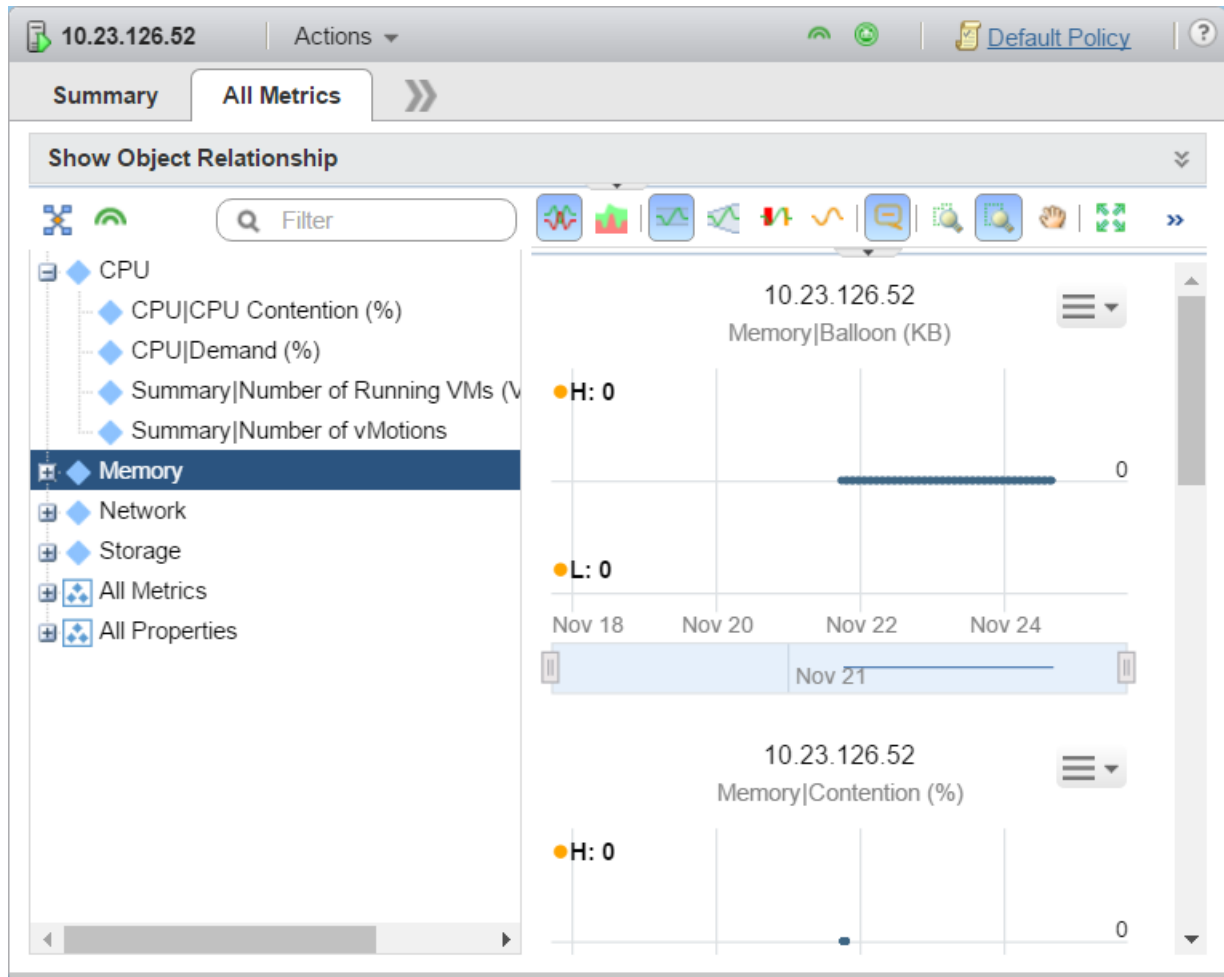 10.23.126.52
Actions
Default Policy
?
Summary
All Metrics
Show Object Relationship
Filter
CPU
CPU|CPU Contention (%)
CPU|Demand (%)
Summary|Number of Running VMs (V
Summary|Number of vMotions
Memory
Network
Storage
All Metrics
All Properties
10.23.126.52
Memory|Balloon (KB)
H: 0
0
L: 0
Nov 18 Nov 20 Nov 22 Nov 24
Nov 21
10.23.126.52
Memory|Contention (%)
H: 0
0